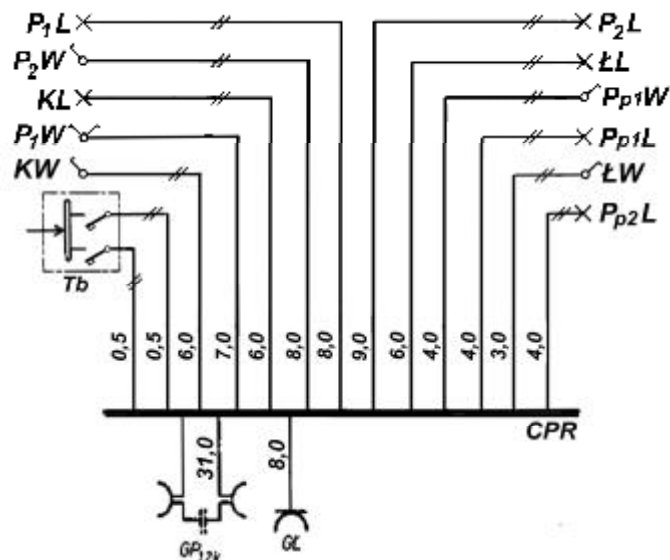 P₁L
P₂W
KL
P₁W
KW
Tb
P₂L
ŁL
Pp1W
Pp1L
ŁW
Pp2L
0,5
0,5
6,0
7,0
6,0
8,0
8,0
9,0
6,0
4,0
4,0
3,0
4,0
CPR
31,0
8,0
GP12k
GŁ